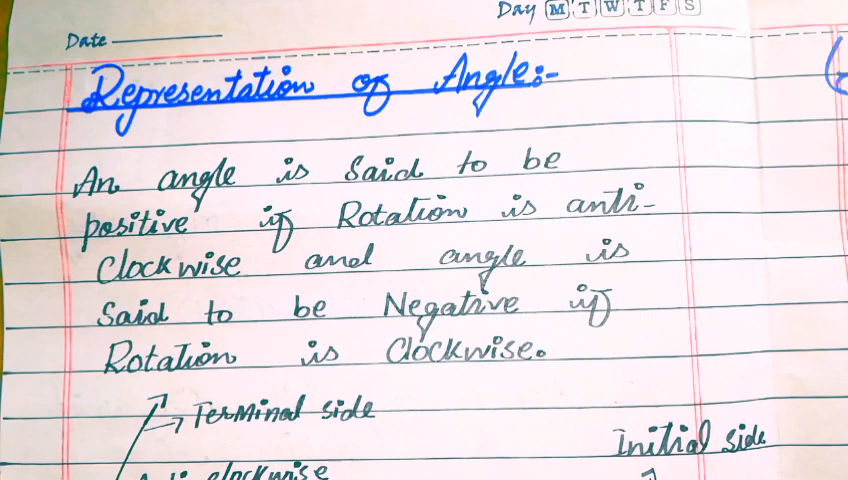 Day M T W T F S
Date
Representation of Angle:-
An angle is Said to be
positive if Rotation is anti-
Clockwise and angle is
Said to be Negative if
Rotation is Clockwise.
Terminal side
Initial side
Anti clockwise